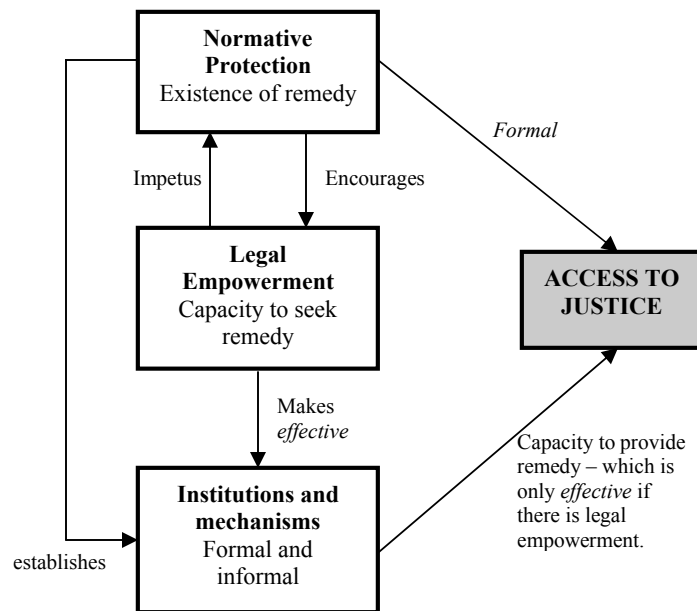 Normative
Protection
Existence of remedy
Formal
Impetus
Encourages
Legal
Empowerment
Capacity to seek
remedy
ACCESS TO
JUSTICE
Makes
effective
Capacity to provide
remedy – which is
only effective if
there is legal
empowerment.
Institutions and
mechanisms
Formal and
informal
establishes